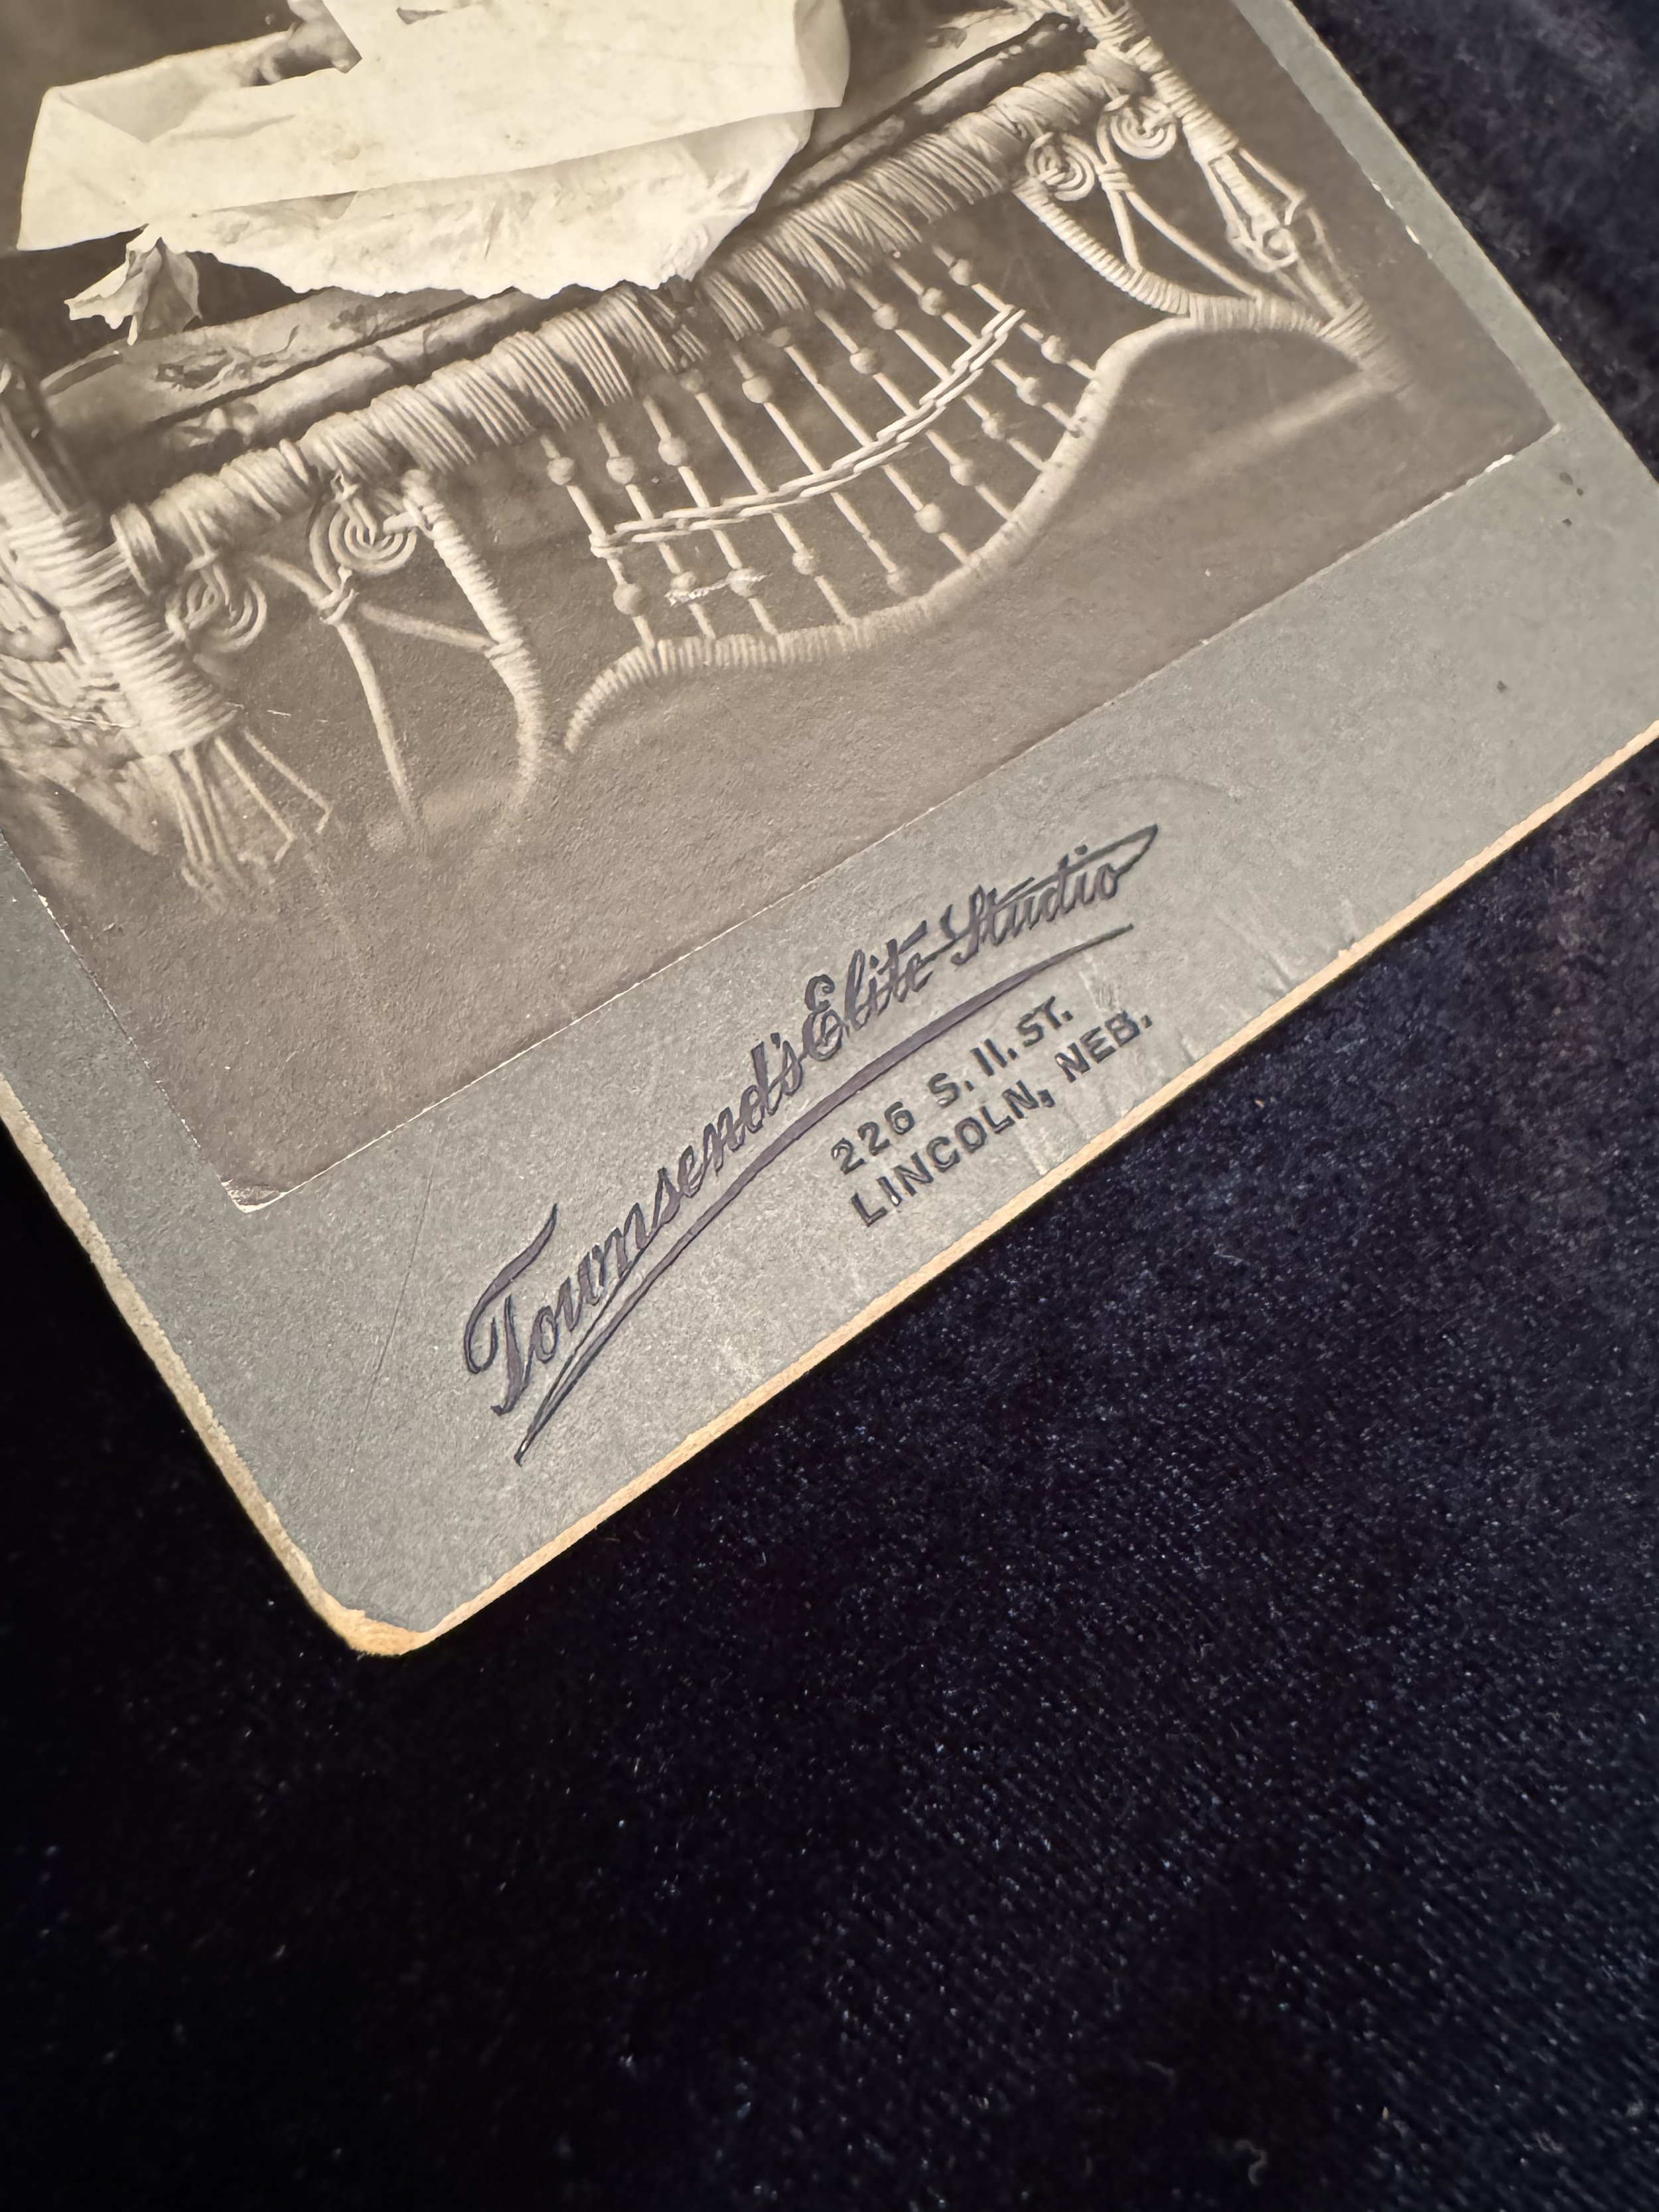 Townsend's Elite Studio
226 S. 11. ST.
LINCOLN, NEB.